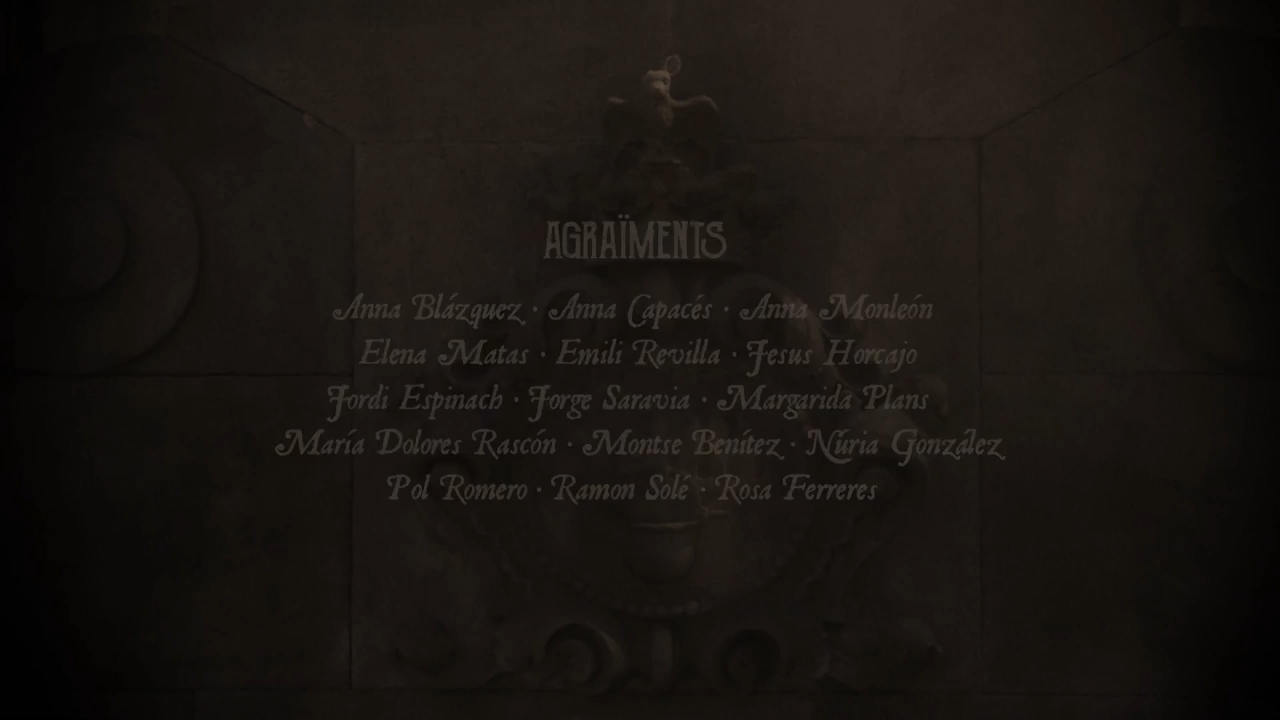 AGRAÏMENTS
Anna Blázquez · Anna Capacés · Anna Monleón
Elena Matas · Emili Revilla · Jesus Horcajo
Jordi Espinach · Jorge Saravia · Margarida Plans
María Dolores Rascón · Montse Benítez · Núria González
Pol Romero · Ramon Solé · Rosa Ferreres